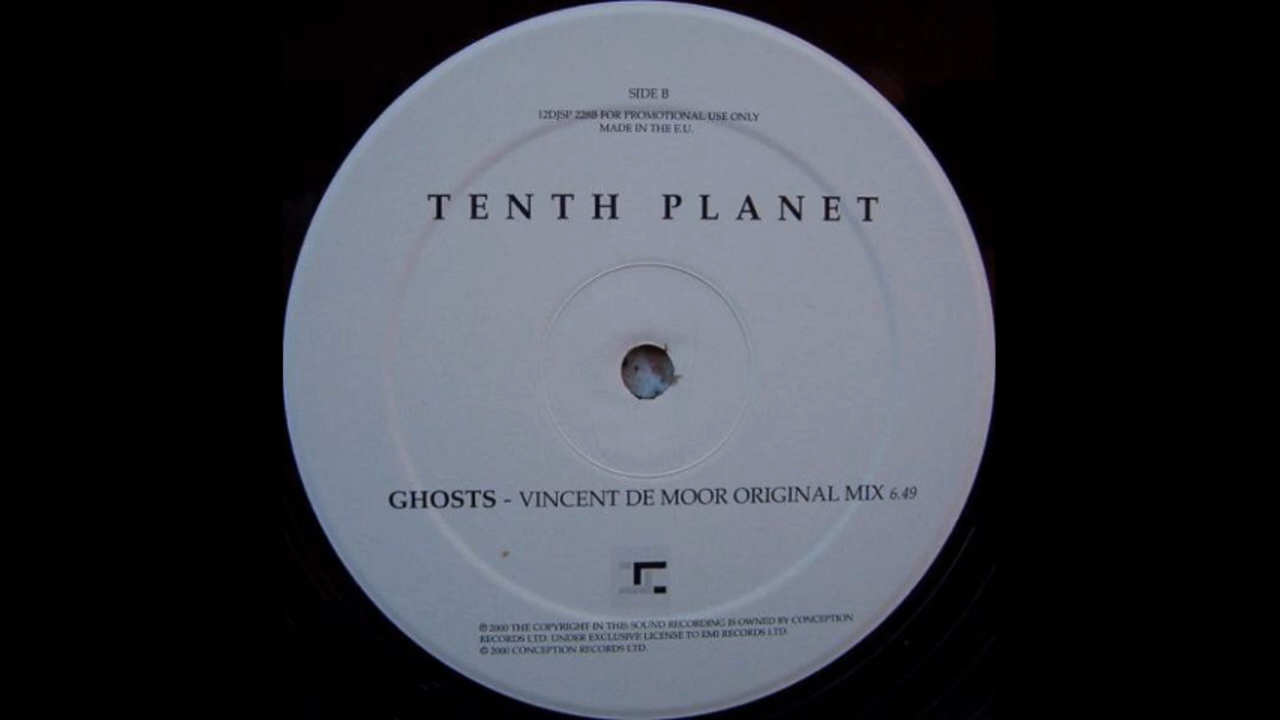 SIDE B
12DJSP 228B FOR PROMOTIONAL USE ONLY
MADE IN THE E.U.
TENTH PLANET
GHOSTS - VINCENT DE MOOR ORIGINAL MIX 6.49
℗ 2000 THE COPYRIGHT IN THIS SOUND RECORDING IS OWNED BY CONCEPTION
RECORDS LTD. UNDER EXCLUSIVE LICENSE TO EMI RECORDS LTD.
© 2000 CONCEPTION RECORDS LTD.